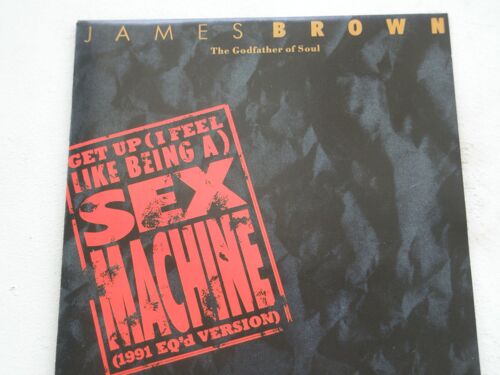 JAMES BROWN
The Godfather of Soul
GET UP (I FEEL
LIKE BEING A)
SEX
MACHINE
(1991 EQ'd VERSION)